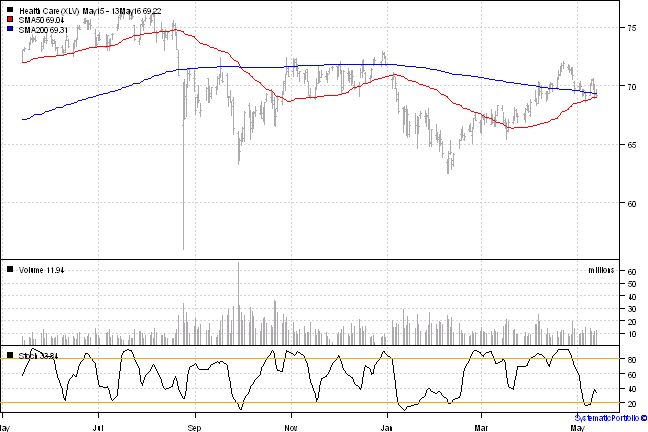 Health Care (XLV) May15 - 13May16 69.22
SMA50 69.04
SMA200 69.31
75
70
65
60
Volume 11.94
millions
60
50
40
30
20
10
80
60
40
20
May
Jul
Sep
Nov
Jan
Mar
May
SystematicPortfolio ©